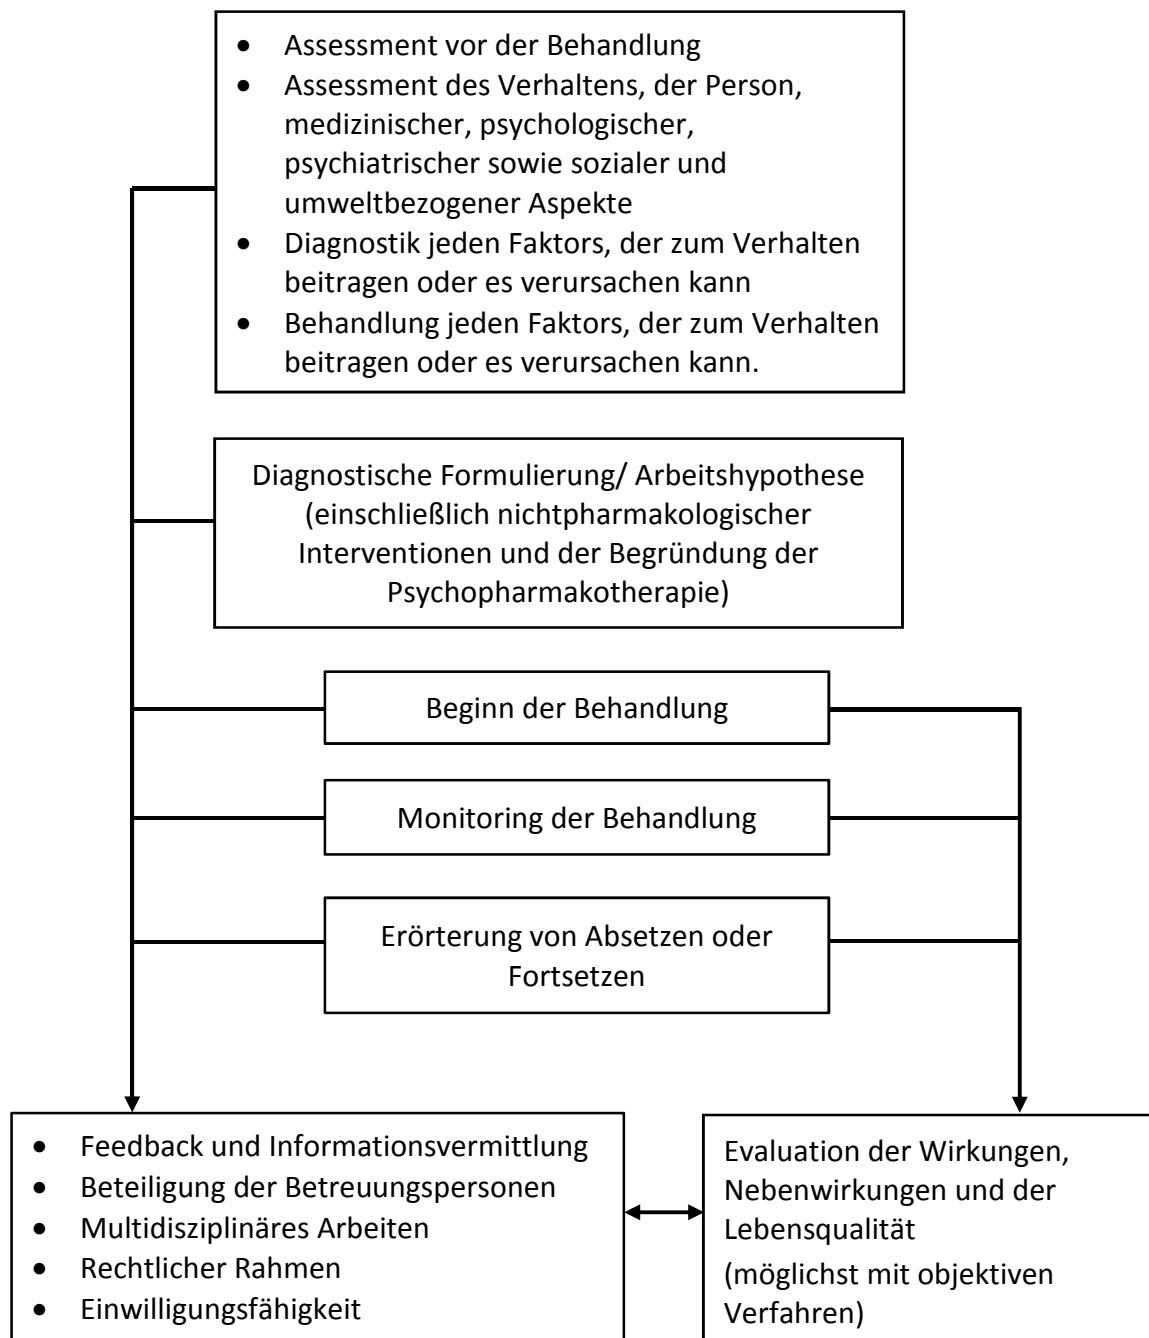 • Assessment vor der Behandlung
• Assessment des Verhaltens, der Person,
medizinischer, psychologischer,
psychiatrischer sowie sozialer und
umweltbezogener Aspekte
• Diagnostik jeden Faktors, der zum Verhalten
beitragen oder es verursachen kann
• Behandlung jeden Faktors, der zum Verhalten
beitragen oder es verursachen kann.
Diagnostische Formulierung/ Arbeitshypothese
(einschließlich nichtpharmakologischer
Interventionen und der Begründung der
Psychopharmakotherapie)
Beginn der Behandlung
Monitoring der Behandlung
Erörterung von Absetzen oder
Fortsetzen
• Feedback und Informationsvermittlung
• Beteiligung der Betreuungspersonen
• Multidisziplinäres Arbeiten
• Rechtlicher Rahmen
• Einwilligungsfähigkeit
Evaluation der Wirkungen,
Nebenwirkungen und der
Lebensqualität
(möglichst mit objektiven
Verfahren)